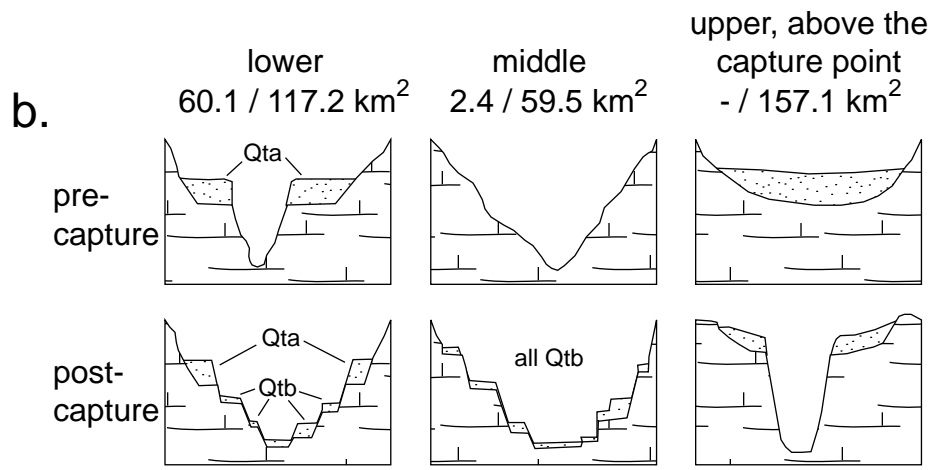 b.
lower
60.1 / 117.2 km²
middle
2.4 / 59.5 km²
upper, above the
capture point
- / 157.1 km²
pre-
capture
Qta
post-
capture
Qta
Qtb
all Qtb